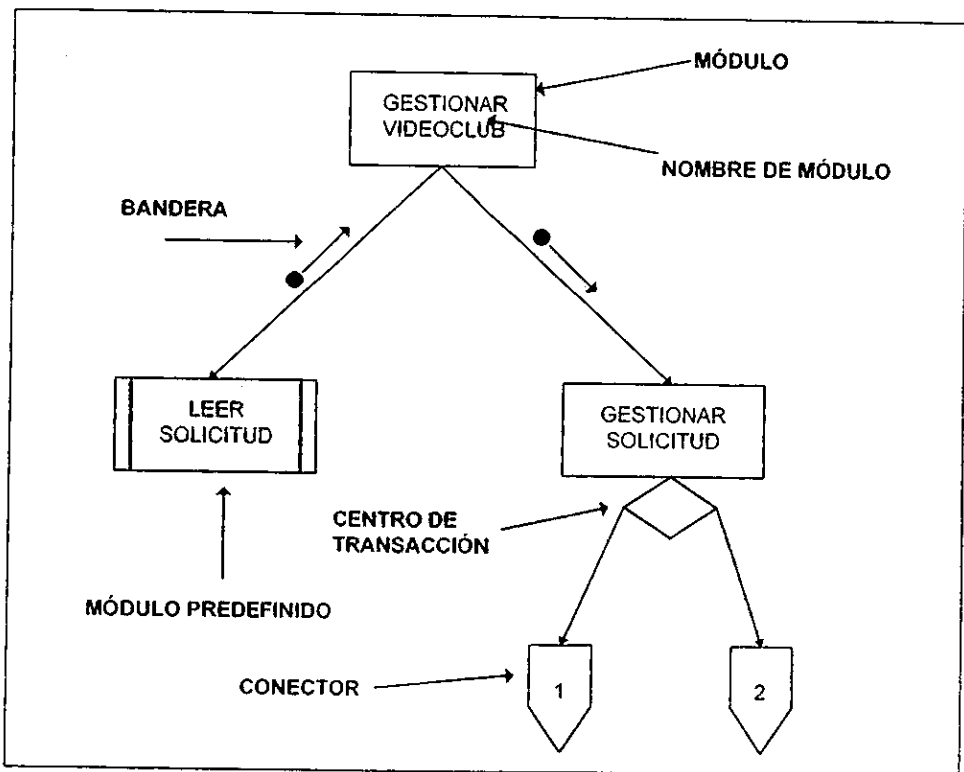 MÓDULO
GESTIONAR
VIDEOCLUB
NOMBRE DE MÓDULO
BANDERA
LEER
SOLICITUD
GESTIONAR
SOLICITUD
CENTRO DE
TRANSACCIÓN
MÓDULO PREDEFINIDO
CONECTOR
1
2